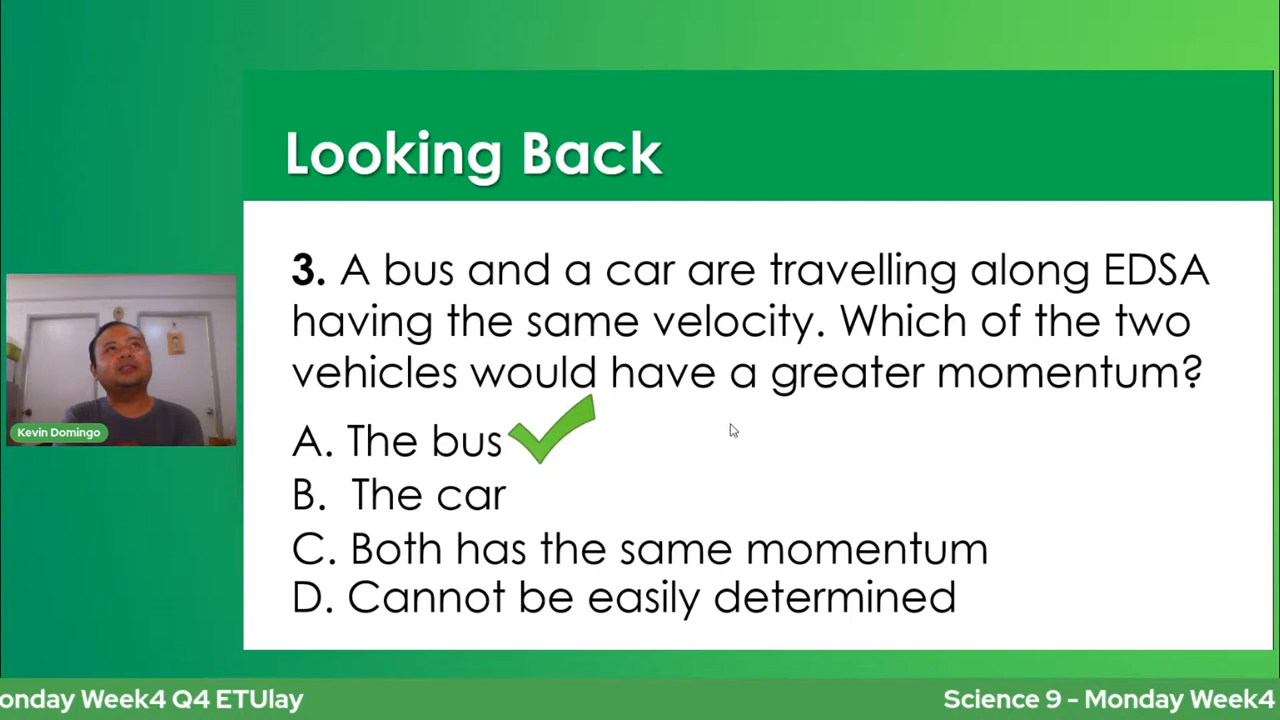 Looking Back
3. A bus and a car are travelling along EDSA
having the same velocity. Which of the two
vehicles would have a greater momentum?
A. The bus
B. The car
C. Both has the same momentum
D. Cannot be easily determined
Kevin Domingo
onday Week4 Q4 ETUlay
Science 9 - Monday Week4